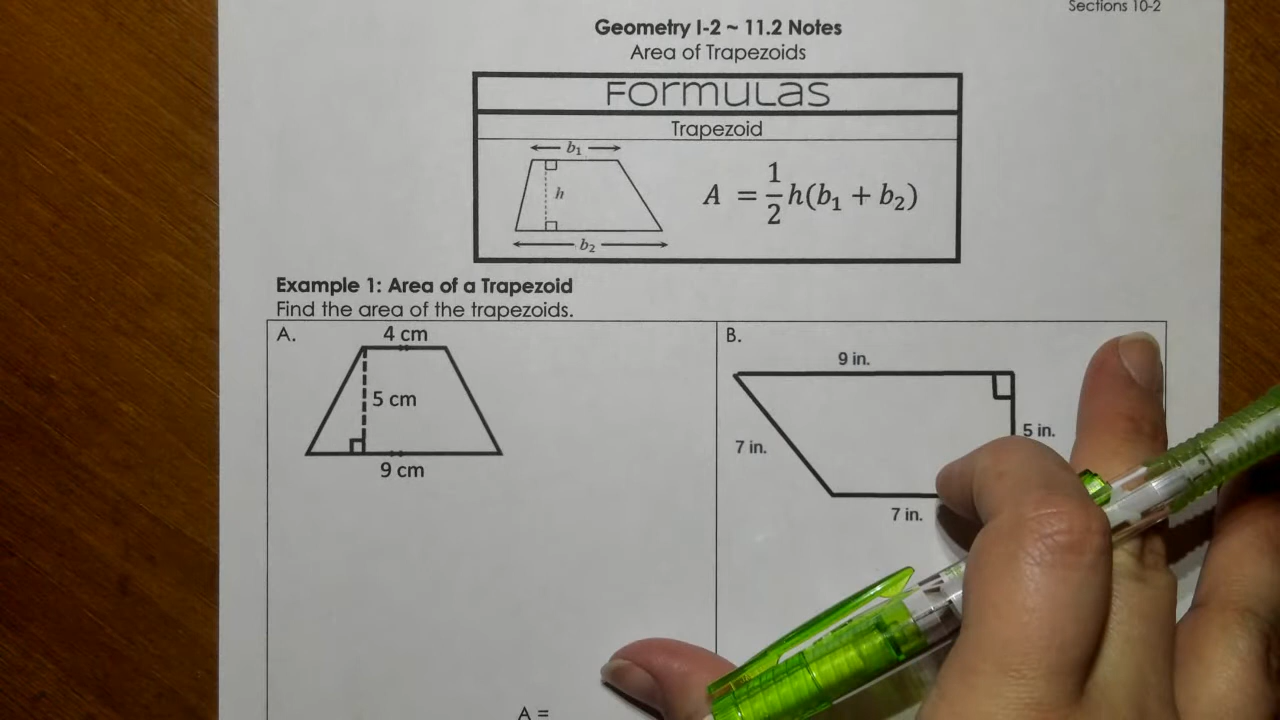 Sections 10-2
Geometry I-2 ~ 11.2 Notes
Area of Trapezoids
FORMULAS
Trapezoid
b₁
h
b₂
A = 1/2 h(b₁ + b₂)
Example 1: Area of a Trapezoid
Find the area of the trapezoids.
A.
4 cm
5 cm
9 cm
A =
B.
9 in.
5 in.
7 in.
7 in.